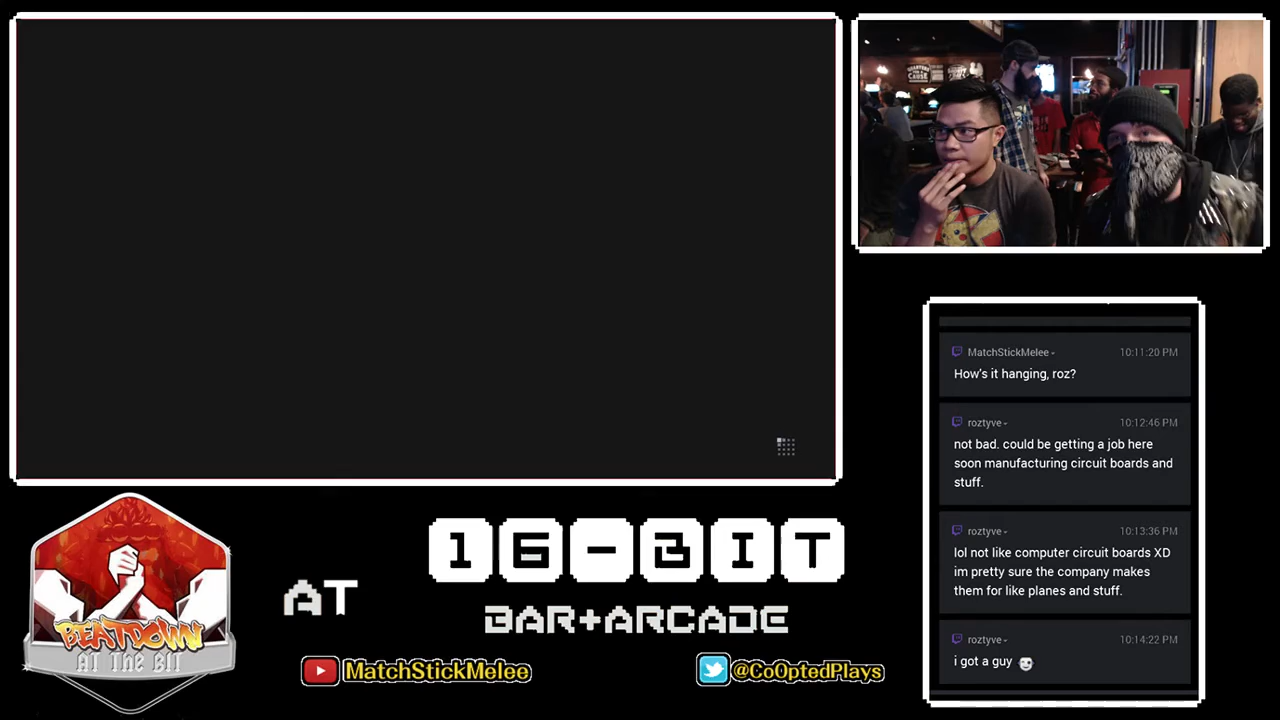 QUARTERS
CAUSE
MatchStickMelee
10:11:20 PM
How's it hanging, roz?
roztyve
10:12:46 PM
not bad. could be getting a job here
soon manufacturing circuit boards and
stuff.
roztyve
10:13:36 PM
lol not like computer circuit boards XD
im pretty sure the company makes
them for like planes and stuff.
roztyve
10:14:22 PM
i got a guy
BEATDOWN
AT THE BIT
AT
16-BIT
BAR+ARCADE
MatchStickMelee
@CoOptedPlays